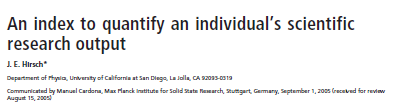 An index to quantify an individual's scientific
research output
J. E. Hirsch*
Department of Physics, University of California at San Diego, La Jolla, CA 92093-0319
Communicated by Manuel Cardona, Max Planck Institute for Solid State Research, Stuttgart, Germany, September 1, 2005 (received for review
August 15, 2005)